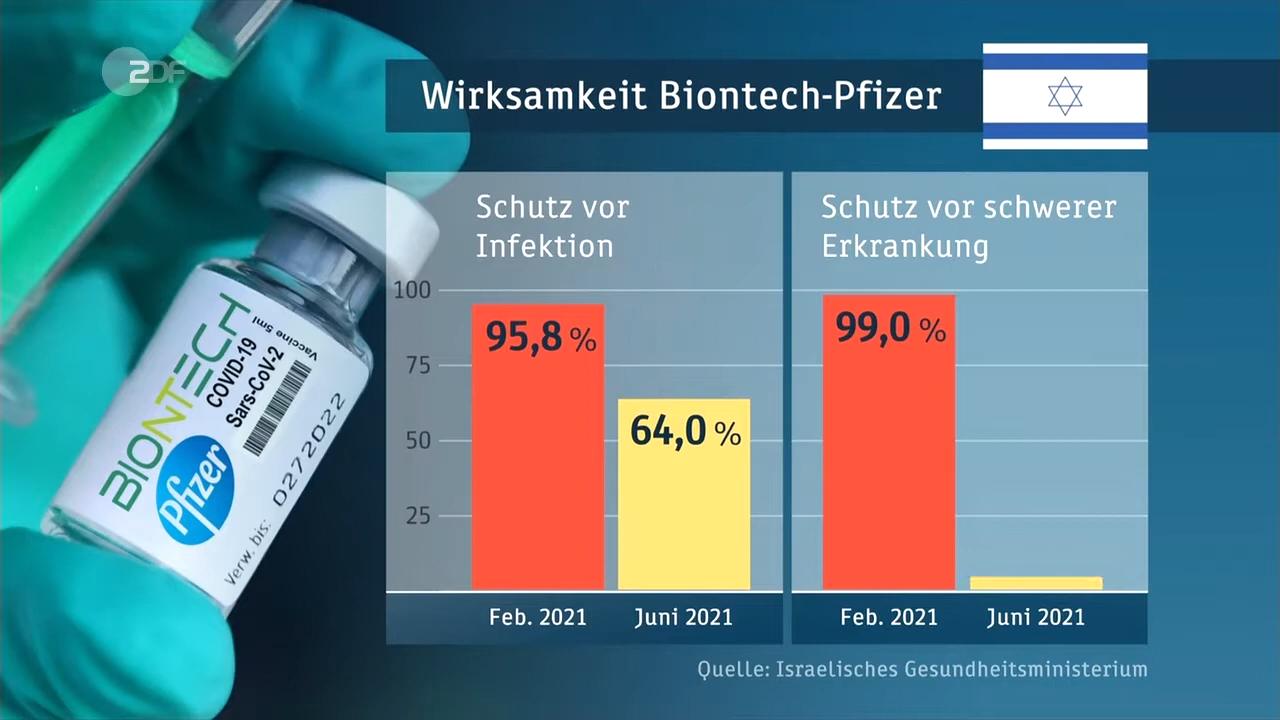 ZDF
Wirksamkeit Biontech-Pfizer
Schutz vor
Infektion
Schutz vor schwerer
Erkrankung
100
75
50
25
95,8 %
64,0 %
99,0 %
Feb. 2021
Juni 2021
Feb. 2021
Juni 2021
Quelle: Israelisches Gesundheitsministerium
BIONTECH
COVID-19
Sars-CoV-2
Vaccine 5ml
Pfizer
Verw. bis: 0272022